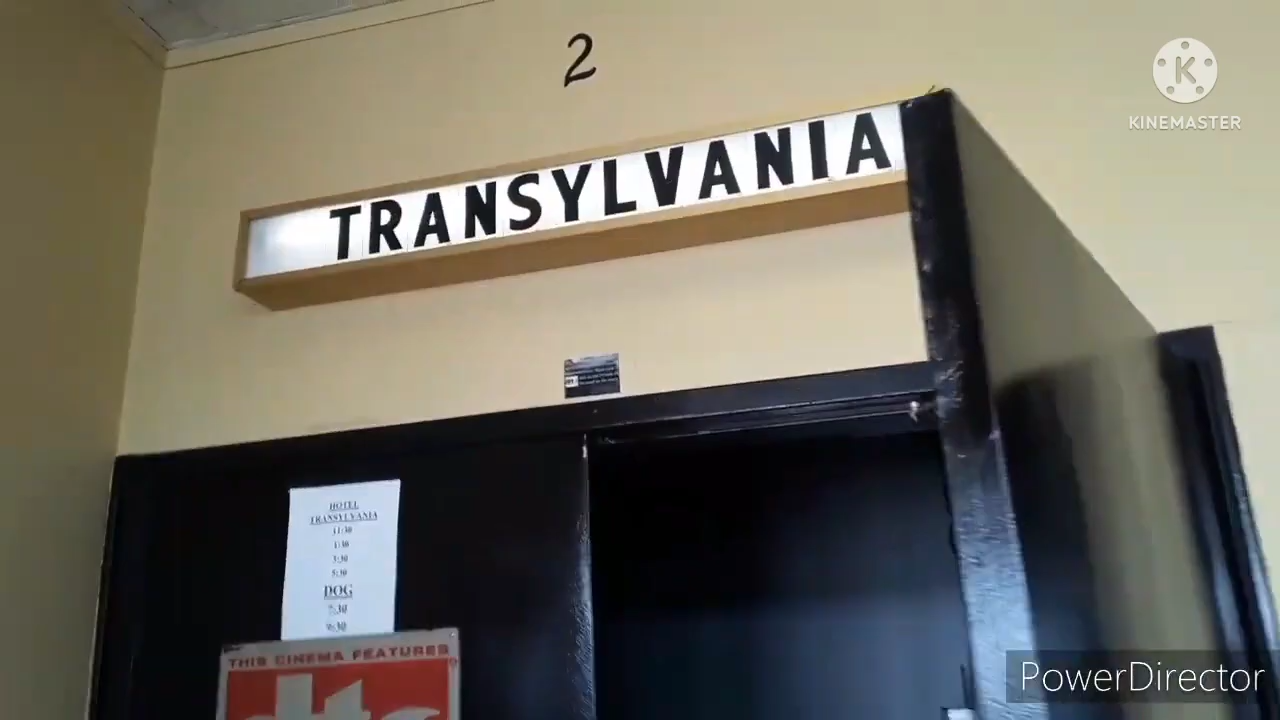 2
K
KINEMASTER
TRANSYLVANIA
HOTEL
TRANSYLVANIA
11:30
1:30
3:30
5:30
DOG
7:30
9:30
THIS CINEMA FEATURES
dts
PowerDirector